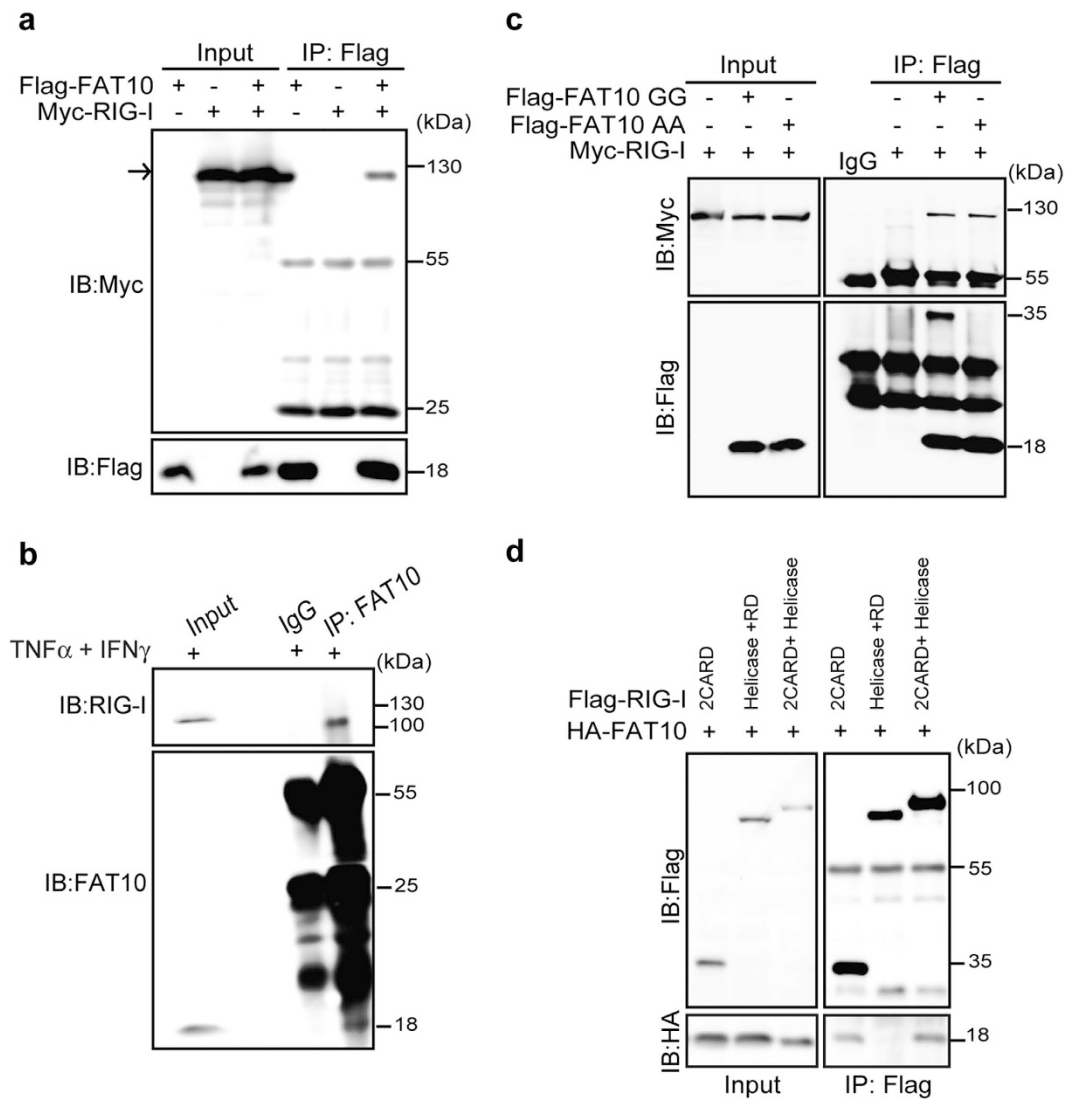 a
Input IP: Flag
Flag-FAT10 + - + + - +
Myc-RIG-I - + + - + +
(kDa)
→
130
IB:Myc
55
25
IB:Flag
18
b
Input IgG IP: FAT10
TNFα + IFNγ + + +
(kDa)
IB:RIG-I
130
100
55
IB:FAT10
25
18
c
Input IP: Flag
Flag-FAT10 GG - + - - + -
Flag-FAT10 AA - - + - - +
Myc-RIG-I + + + + + +
IgG
(kDa)
IB:Myc
130
55
35
IB:Flag
18
d
Flag-RIG-I 2CARD Helicase +RD 2CARD+ Helicase 2CARD Helicase +RD 2CARD+ Helicase
HA-FAT10 + + + + + +
(kDa)
100
IB:Flag
55
35
IB:HA
18
Input IP: Flag